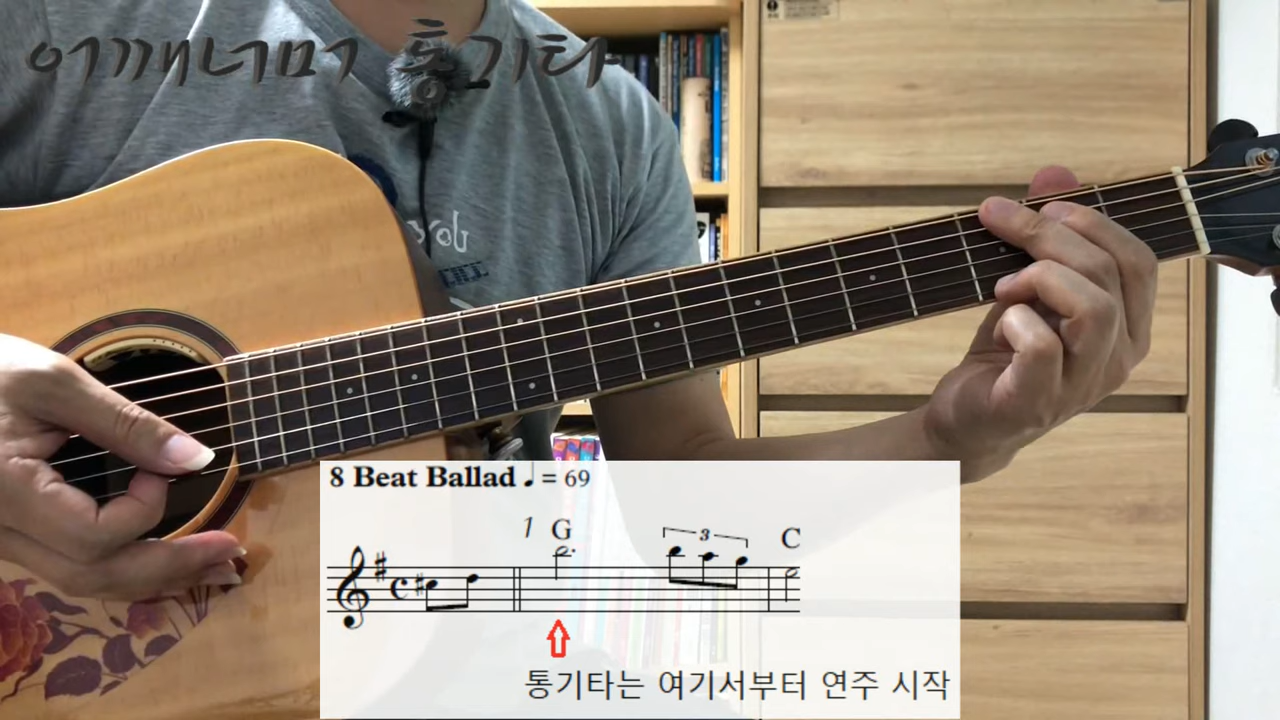 어깨너머 통기타
8 Beat Ballad ♩ = 69
1 G 3 C
통기타는 여기서부터 연주 시작